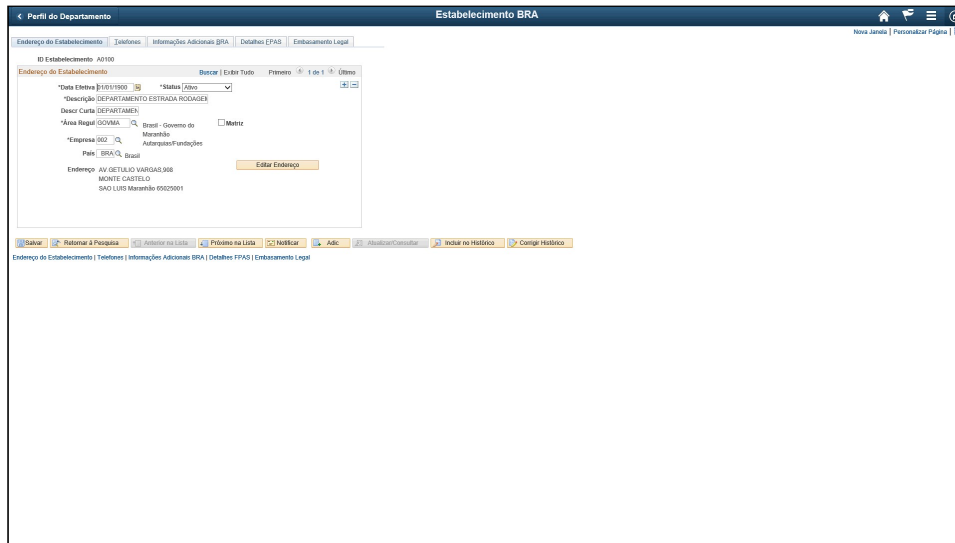 Perfil do Departamento
Estabelecimento BRA
Nova Janela | Personalizar Página |
Endereço do Estabelecimento Telefones Informações Adicionais BRA Detalhes FPAS Embasamento Legal
ID Estabelecimento A0100
Endereço do Estabelecimento Buscar | Exibir Tudo Primeiro 1 de 1 Último
*Data Efetiva 01/01/1900 *Status Ativo
*Descrição DEPARTAMENTO ESTRADA RODAGEM
Descr Curta DEPARTAMEN
*Área Regul GOVMA Brasil - Governo do Maranhão Matriz
*Empresa 002 Autarquias/Fundações
País BRA Brasil
Editar Endereço
Endereço AV.GETULIO VARGAS,908
MONTE CASTELO
SAO LUIS Maranhão 65025001
Salvar Retornar à Pesquisa Anterior na Lista Próximo na Lista Notificar Adic Atualizar/Consultar Incluir no Histórico Corrigir Histórico
Endereço do Estabelecimento | Telefones | Informações Adicionais BRA | Detalhes FPAS | Embasamento Legal